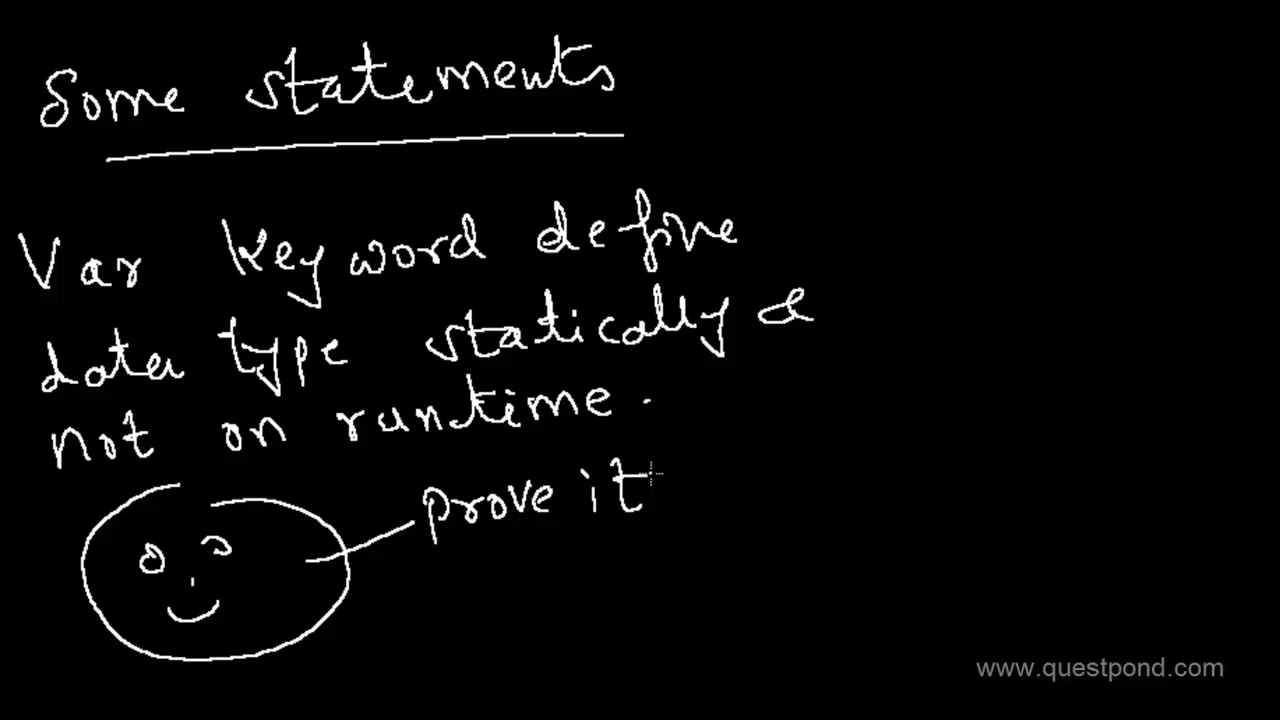 Some statements
Var keyword define
data type statically &
not on runtime.
prove it
www.questpond.com